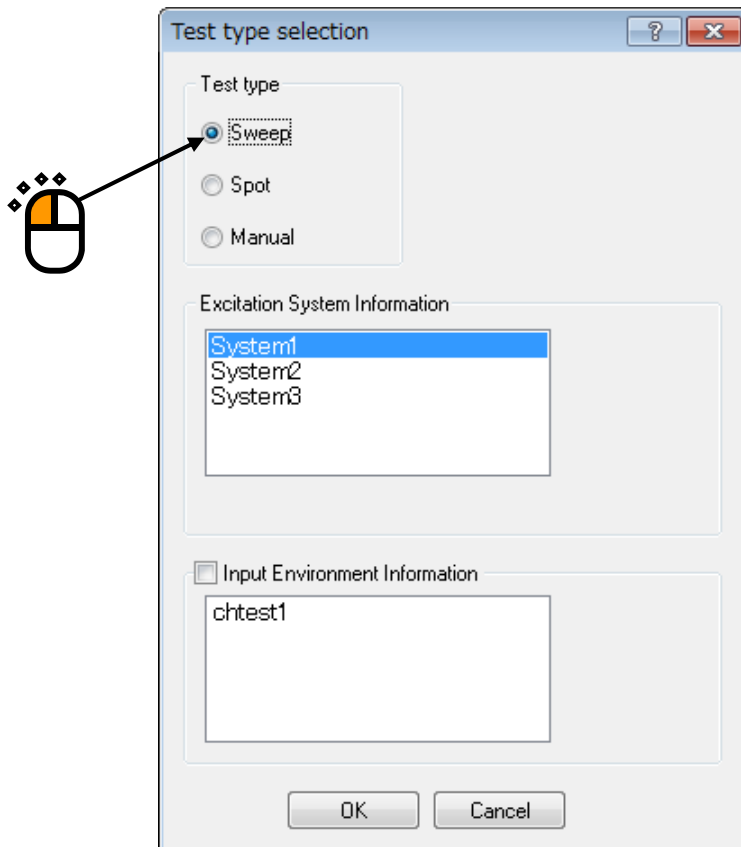 Test type selection
Test type
Sweep
Spot
Manual
Excitation System Information
System1
System2
System3
Input Environment Information
chtest1
OK
Cancel